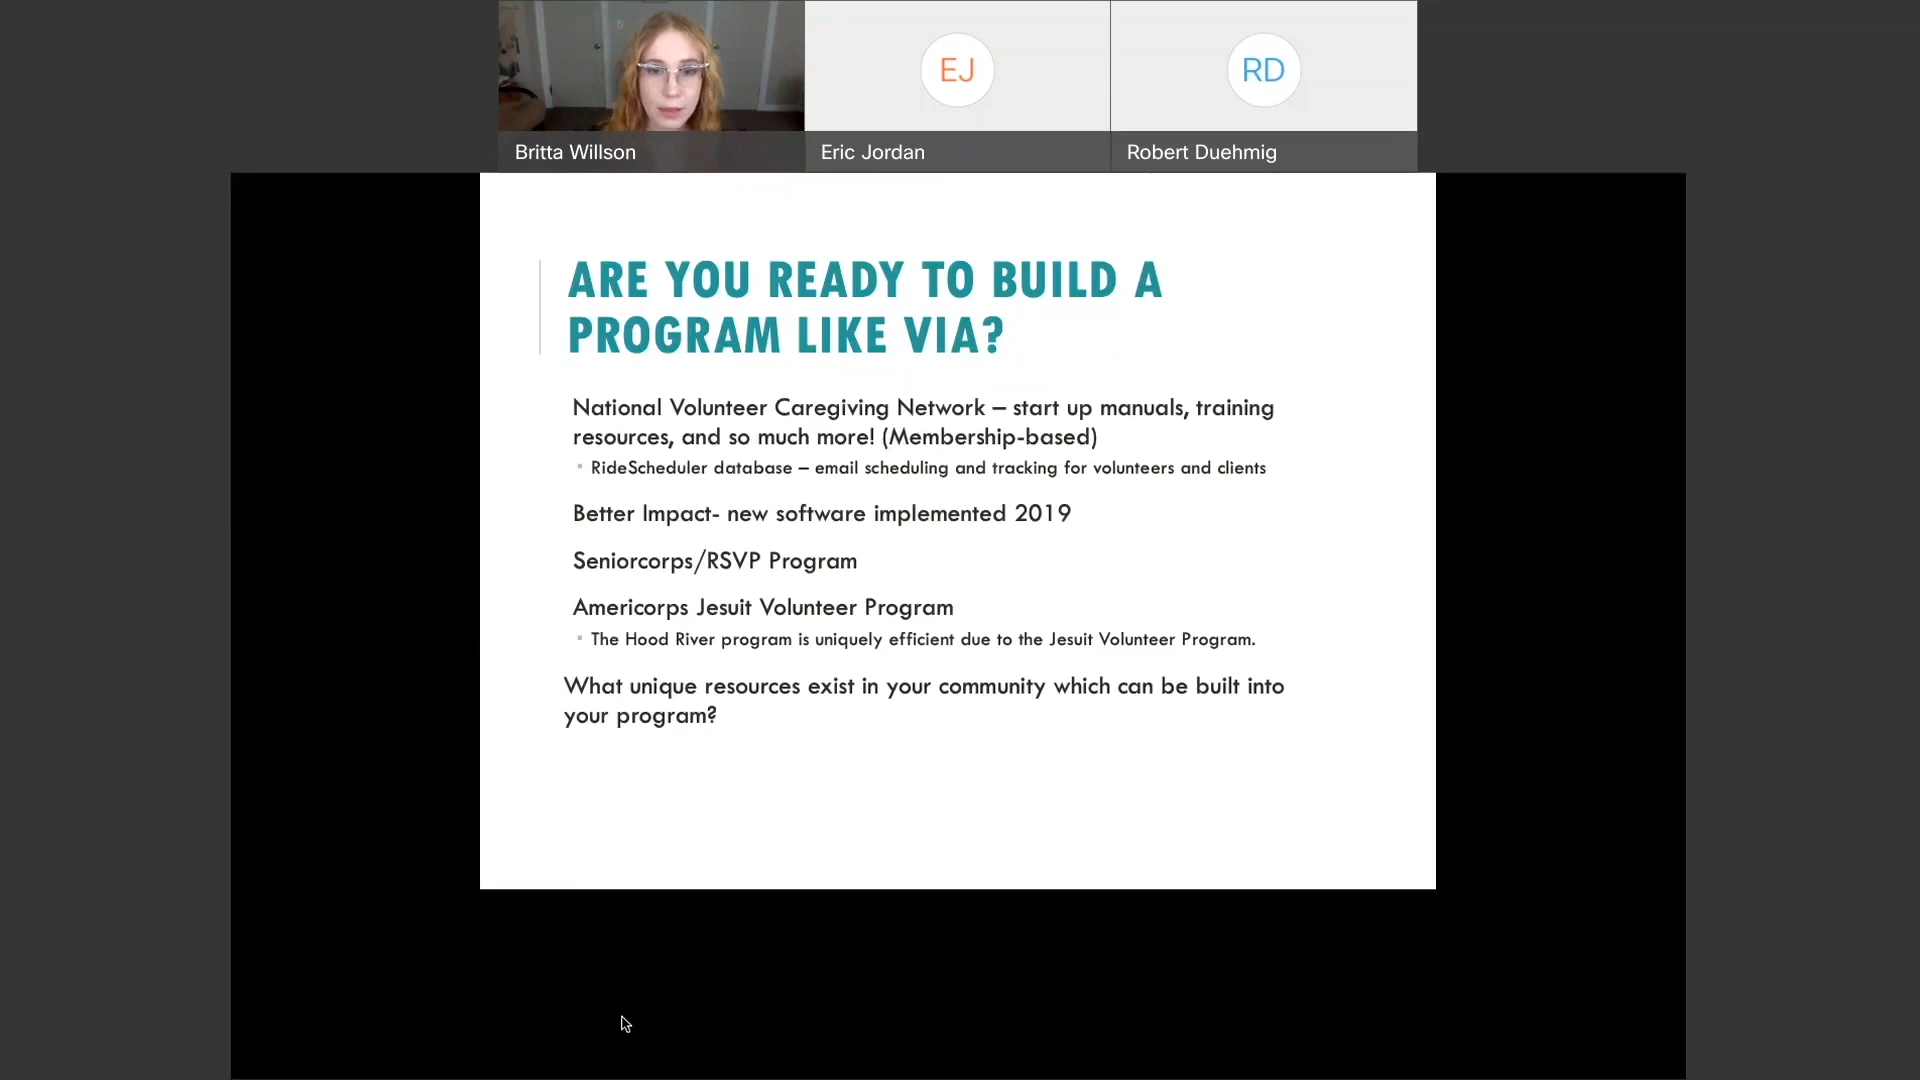 EJ
RD
Britta Willson
Eric Jordan
Robert Duehmig
ARE YOU READY TO BUILD A
PROGRAM LIKE VIA?
National Volunteer Caregiving Network – start up manuals, training
resources, and so much more! (Membership-based)
▪ RideScheduler database – email scheduling and tracking for volunteers and clients
Better Impact- new software implemented 2019
Seniorcorps/RSVP Program
Americorps Jesuit Volunteer Program
▪ The Hood River program is uniquely efficient due to the Jesuit Volunteer Program.
What unique resources exist in your community which can be built into
your program?